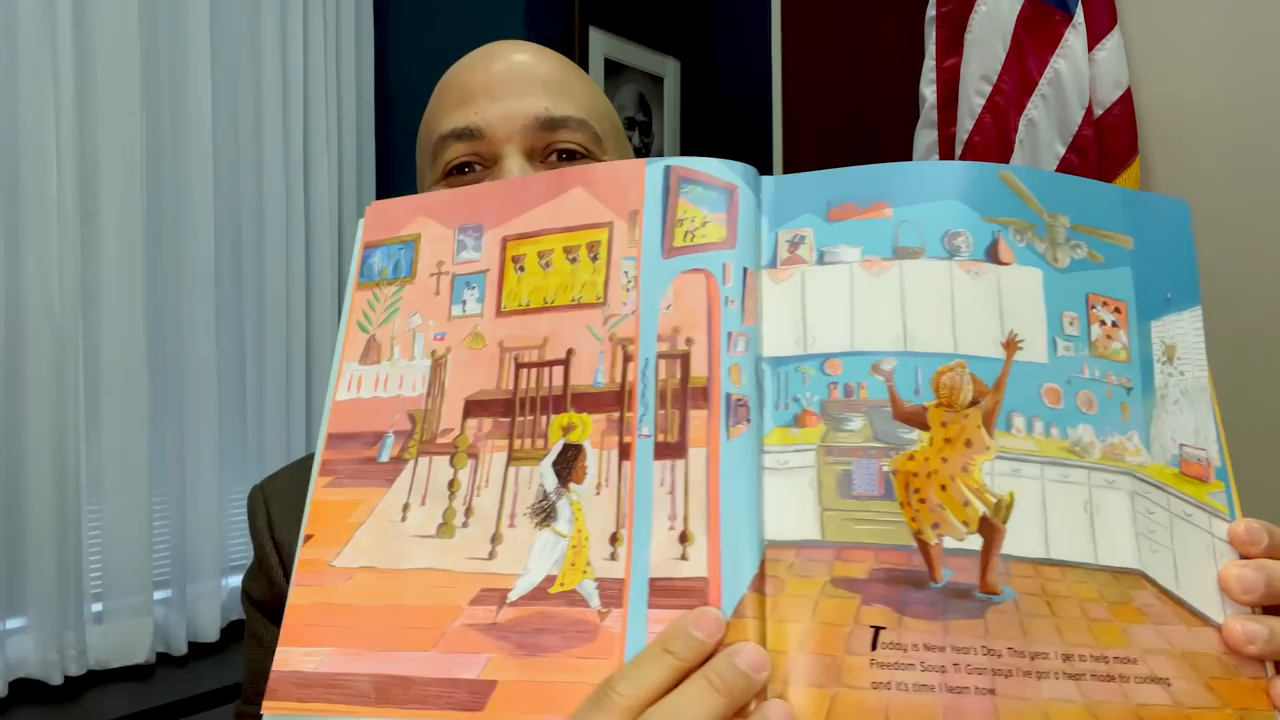 Today is New Year's Day. This year, I get to help make
Freedom Soup. Ti Gran says I've got a heart made for cooking,
and it's time I learn how.